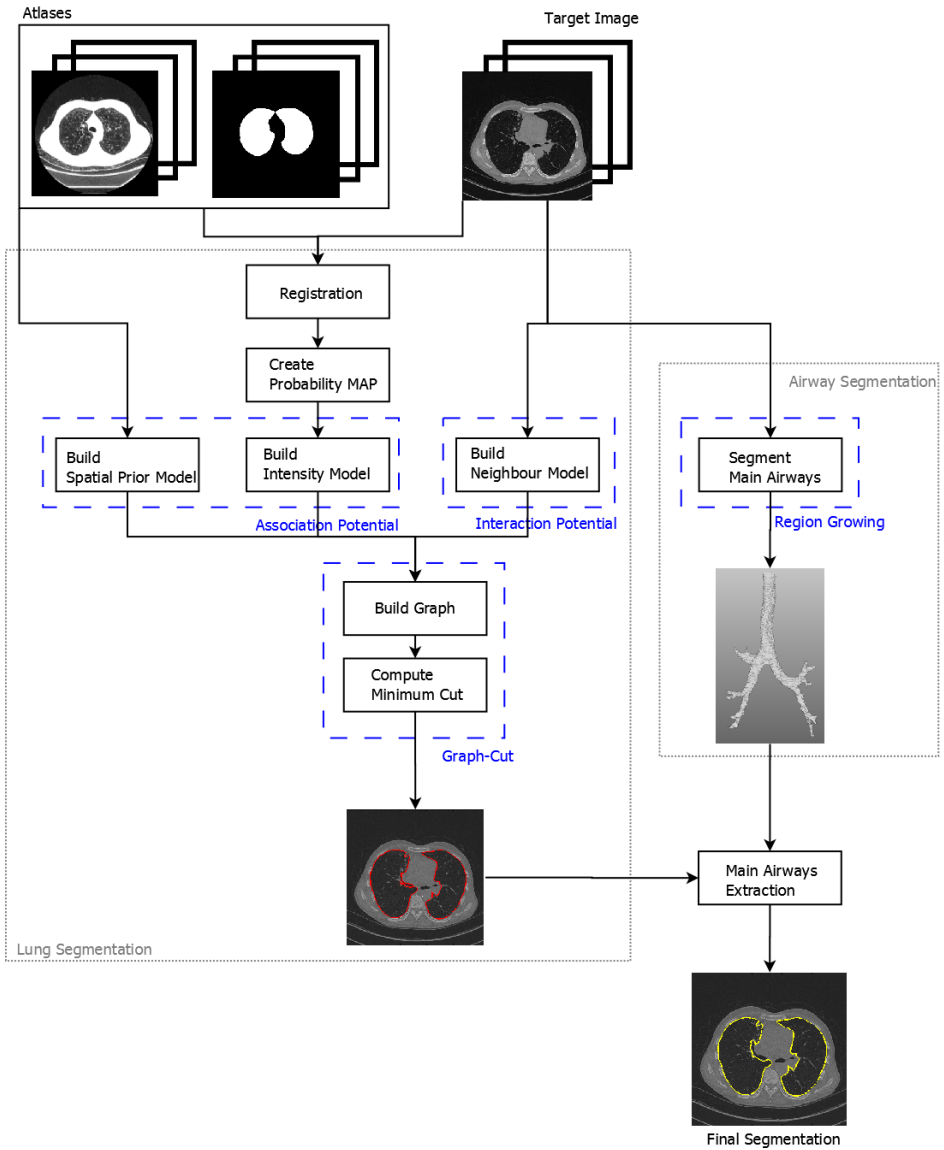 Atlases
Target Image
Registration
Create
Probability MAP
Airway Segmentation
Build
Spatial Prior Model
Build
Intensity Model
Build
Neighbour Model
Segment
Main Airways
Association Potential
Interaction Potential
Region Growing
Build Graph
Compute
Minimum Cut
Graph-Cut
Main Airways
Extraction
Lung Segmentation
Final Segmentation